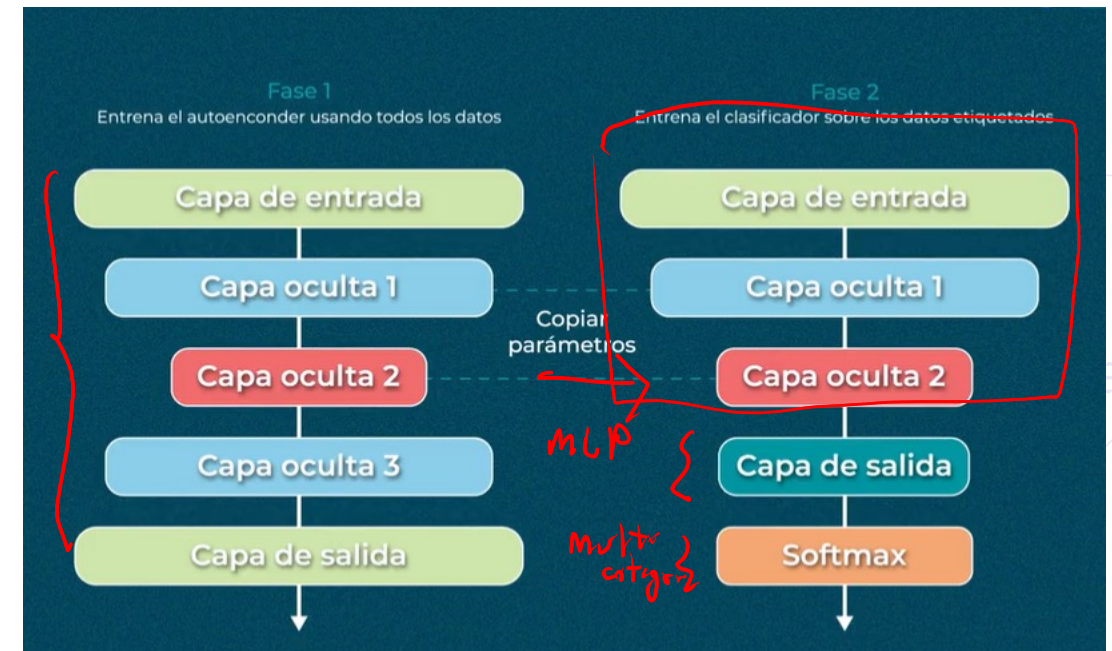 Fase 1
Entrena el autoenconder usando todos los datos
Capa de entrada
Capa oculta 1
Capa oculta 2
Capa oculta 3
Capa de salida
Copiar
parámetros
Fase 2
Entrena el clasificador sobre los datos etiquetados
Capa de entrada
Capa oculta 1
Capa oculta 2
MLP
Capa de salida
Softmax